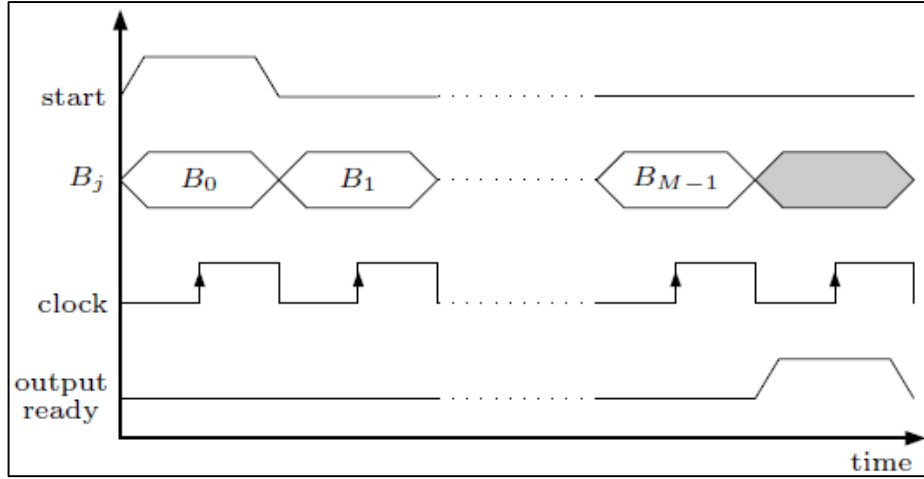 start
B_j B_0 B_1 B_{M−1}
clock
output
ready
time